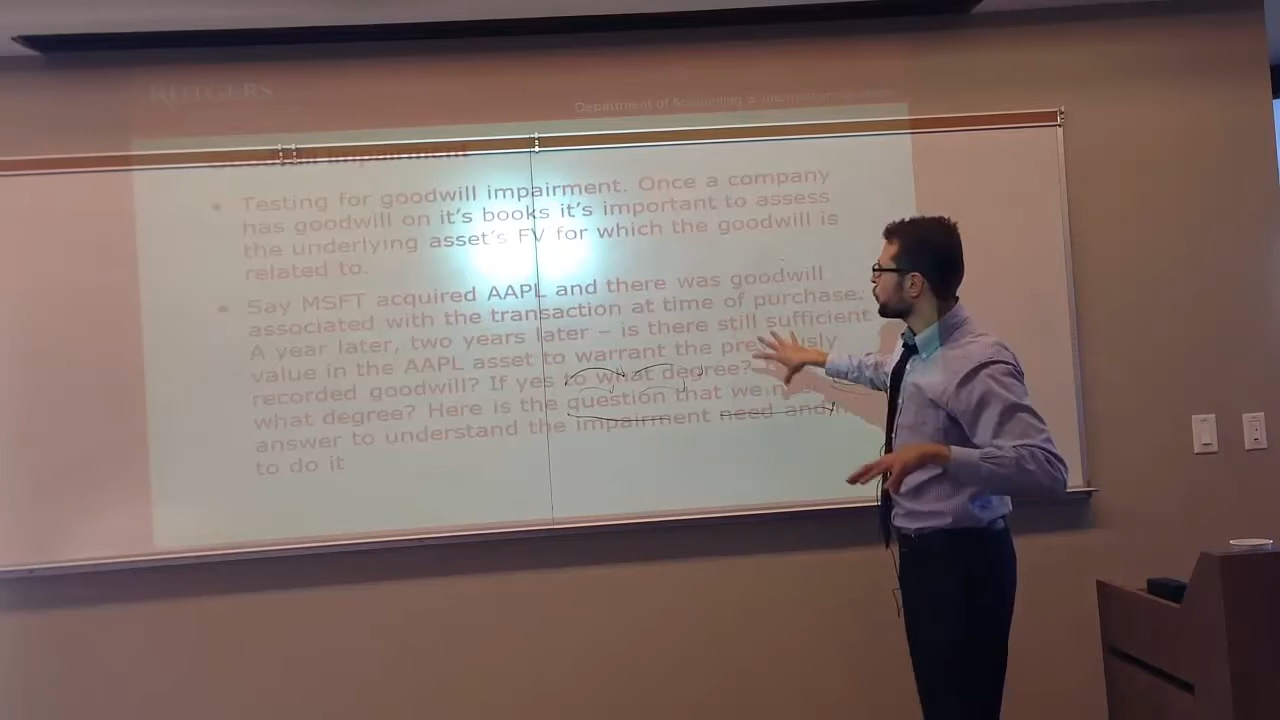 RUTGERS
Department of Accounting & Information Systems
Goodwill Impairment
• Testing for goodwill impairment. Once a company
has goodwill on it's books it's important to assess
the underlying asset's FV for which the goodwill is
related to.
• Say MSFT acquired AAPL and there was goodwill
associated with the transaction at time of purchase.
A year later, two years later – is there still sufficient
value in the AAPL asset to warrant the previously
recorded goodwill? If yes to what degree?
what degree? Here is the question that we
answer to understand the impairment need and
to do it